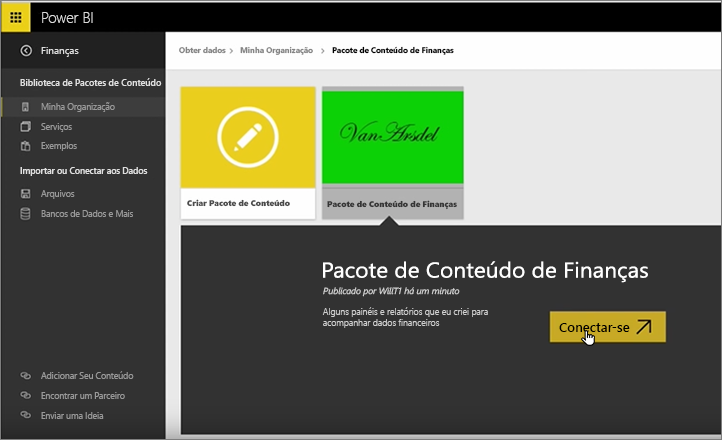 Power BI
Finanças
Obter dados > Minha Organização > Pacote de Conteúdo de Finanças
Biblioteca de Pacotes de Conteúdo
Minha Organização
Serviços
Exemplos
Importar ou Conectar aos Dados
Arquivos
Bancos de Dados e Mais
VanArsdel
Criar Pacote de Conteúdo
Pacote de Conteúdo de Finanças
Pacote de Conteúdo de Finanças
Publicado por WillT1 há um minuto
Alguns painéis e relatórios que eu criei para
acompanhar dados financeiros
Conectar-se
Adicionar Seu Conteúdo
Encontrar um Parceiro
Enviar uma Ideia